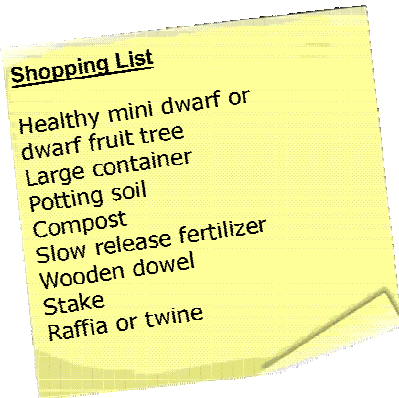 Shopping List
Healthy mini dwarf or
dwarf fruit tree
Large container
Potting soil
Compost
Slow release fertilizer
Wooden dowel
Stake
Raffia or twine